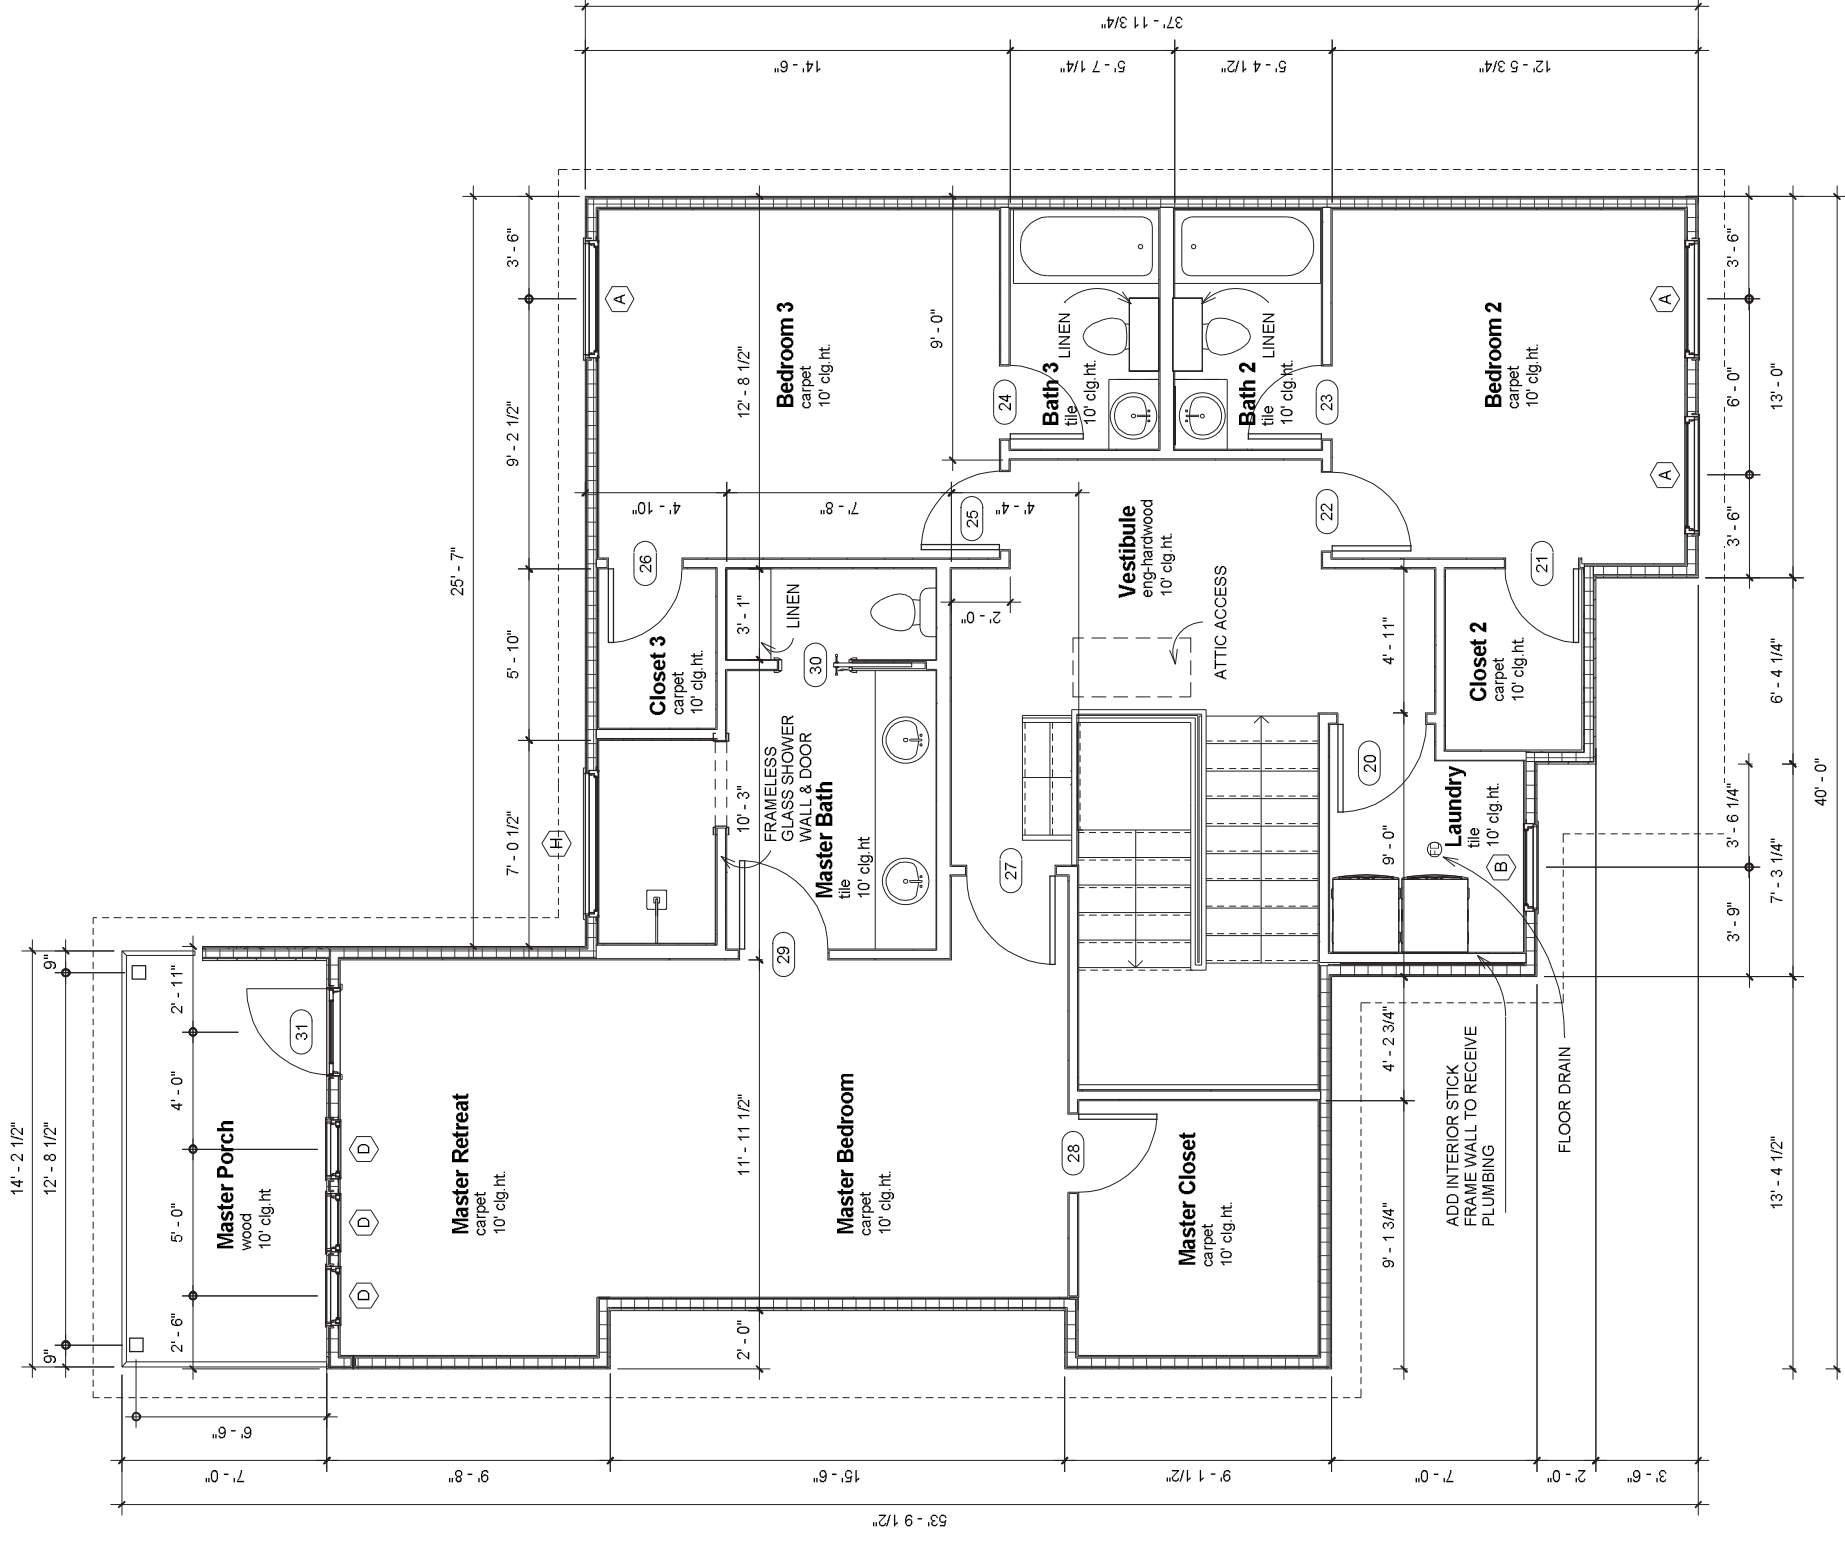 37' - 11 3/4"
14' - 6"
5' - 7 1/4"
5' - 4 1/2"
12' - 5 3/4"
25' - 7"
3' - 6"
9' - 2 1/2"
5' - 10"
7' - 0 1/2"
H
A
Bedroom 3
carpet
10' clg.ht.
12' - 8 1/2"
9' - 0"
24
Bath 3
tile
10' clg.ht.
LINEN
Bath 2
tile
10' clg.ht.
LINEN
23
Bedroom 2
carpet
10' clg.ht.
A
A
3' - 6"
6' - 0"
3' - 6"
13' - 0"
4' - 10"
7' - 8"
4' - 4"
25
22
26
21
Vestibule
eng-hardwood
10' clg.ht.
2' - 0"
ATTIC ACCESS
3' - 1"
LINEN
30
Closet 3
carpet
10' clg.ht.
4' - 11"
Closet 2
carpet
10' clg.ht.
6' - 4 1/4"
FRAMELESS
GLASS SHOWER
WALL & DOOR
10' - 3"
Master Bath
tile
10' clg.ht
29
27
20
Laundry
tile
10' clg.ht.
FD
B
9' - 0"
3' - 6 1/4"
3' - 9"
7' - 3 1/4"
40' - 0"
14' - 2 1/2"
12' - 8 1/2"
9"
9"
2' - 11"
4' - 0"
5' - 0"
2' - 6"
31
Master Porch
wood
10' clg.ht
D
D
D
Master Retreat
carpet
10' clg.ht.
11' - 11 1/2"
2' - 0"
Master Bedroom
carpet
10' clg.ht.
28
Master Closet
carpet
10' clg.ht.
4' - 2 3/4"
9' - 1 3/4"
ADD INTERIOR STICK
FRAME WALL TO RECEIVE
PLUMBING
FLOOR DRAIN
13' - 4 1/2"
6' - 6"
7' - 0"
9' - 8"
15' - 6"
9' - 1 1/2"
7' - 0"
2' - 0"
3' - 6"
53' - 9 1/2"